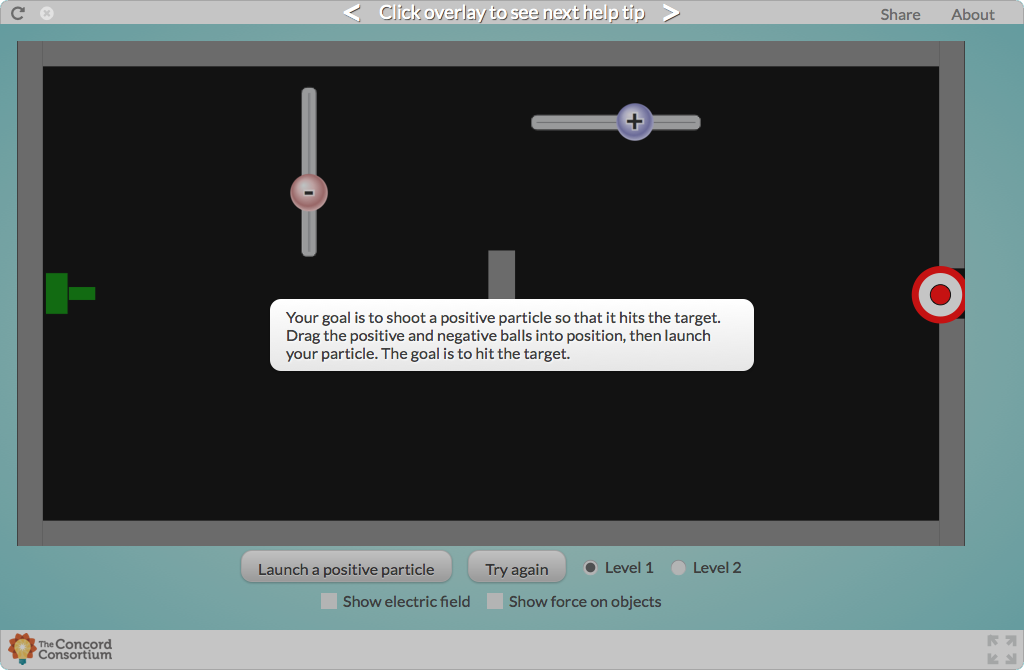 < Click overlay to see next help tip >
Share About
+
-
Your goal is to shoot a positive particle so that it hits the target.
Drag the positive and negative balls into position, then launch
your particle. The goal is to hit the target.
Launch a positive particle Try again Level 1 Level 2
Show electric field Show force on objects
The Concord
Consortium